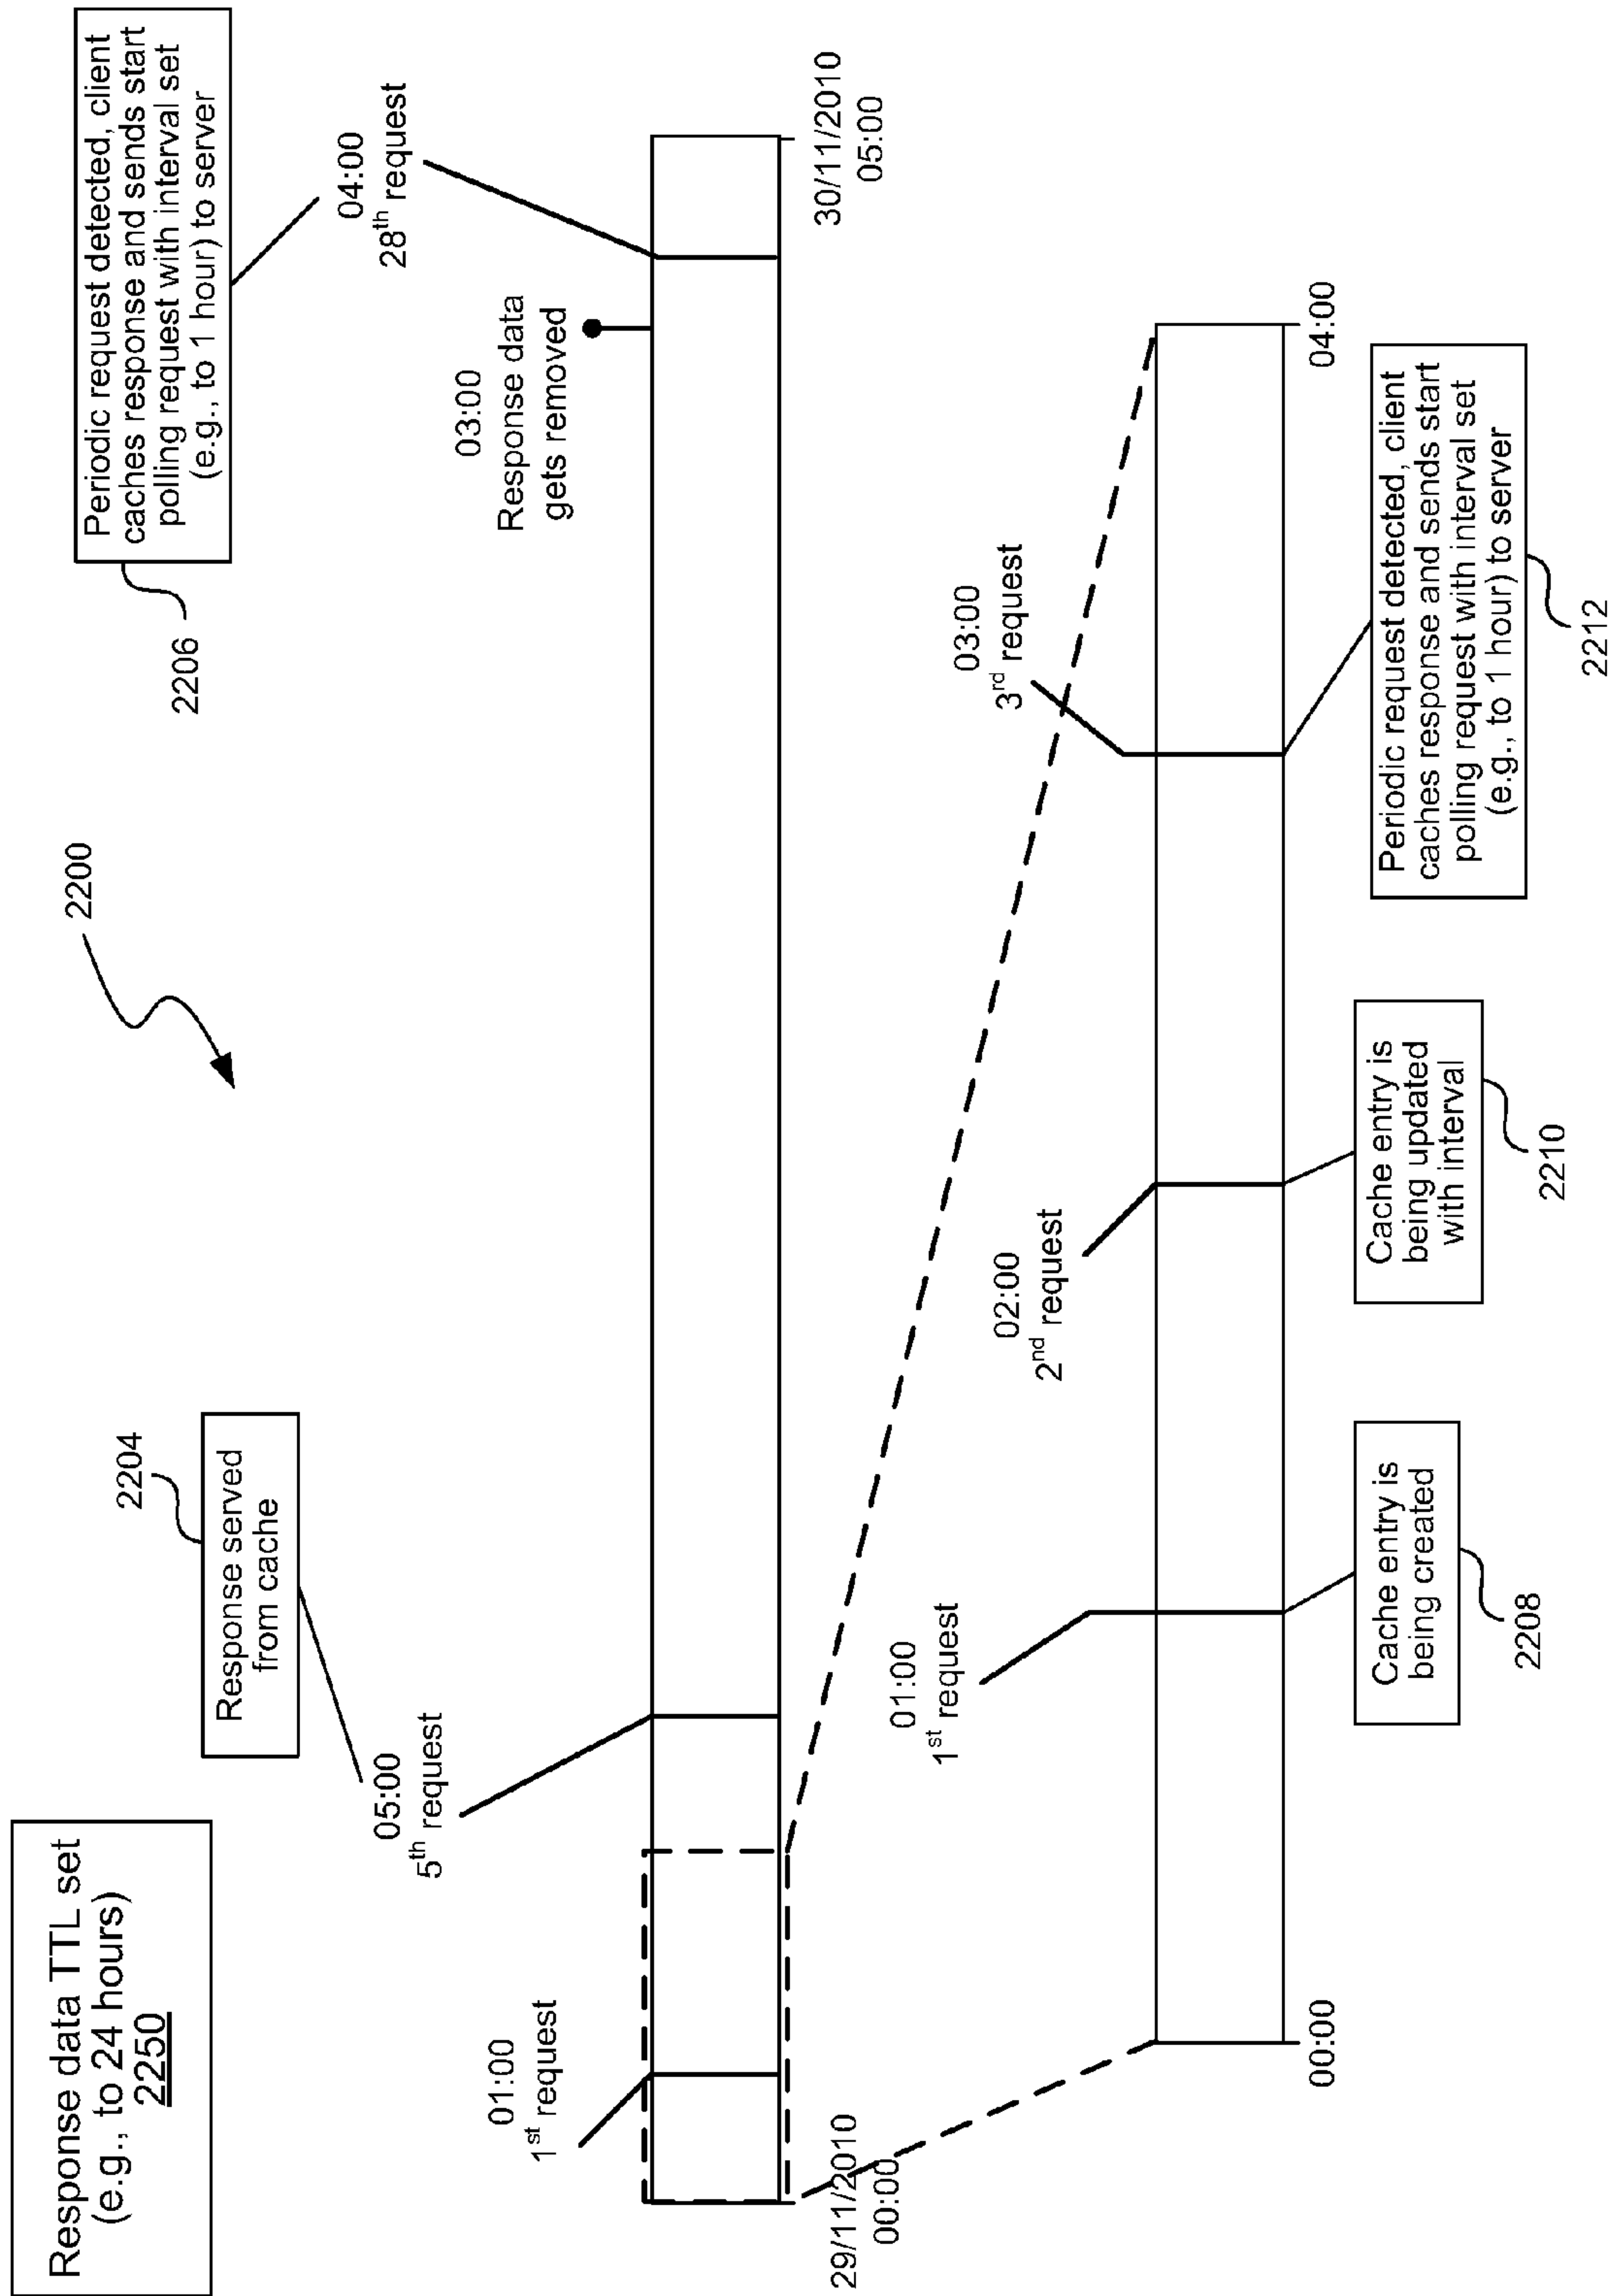 Response data TTL set
(e.g., to 24 hours)
2250
2200
2204
Response served
from cache
2206
Periodic request detected, client
caches response and sends start
polling request with interval set
(e.g., to 1 hour) to server
01:00
1st request
05:00
5th request
03:00
Response data
gets removed
04:00
28th request
29/11/2010
00:00
30/11/2010
05:00
01:00
1st request
02:00
2nd request
03:00
3rd request
00:00
04:00
Cache entry is
being created
2208
Cache entry is
being updated
with interval
2210
Periodic request detected, client
caches response and sends start
polling request with interval set
(e.g., to 1 hour) to server
2212